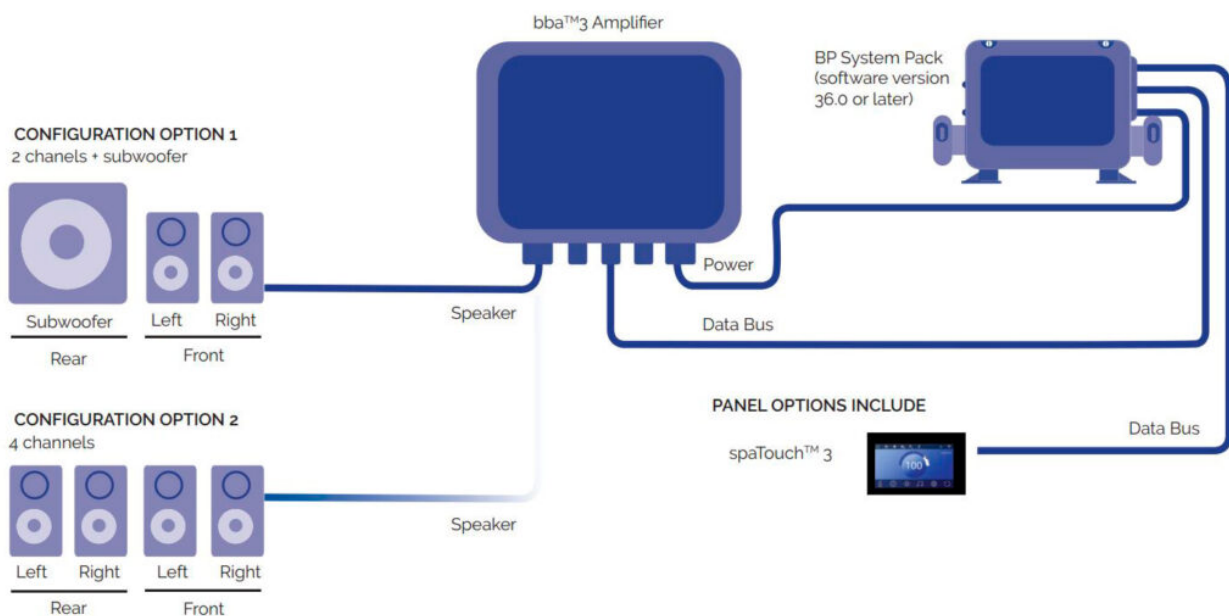 bba™3 Amplifier
BP System Pack
(software version
36.0 or later)
CONFIGURATION OPTION 1
2 chanels + subwoofer
Subwoofer
Left
Right
Rear
Front
Speaker
Power
Data Bus
CONFIGURATION OPTION 2
4 channels
Left
Right
Left
Right
Rear
Front
Speaker
PANEL OPTIONS INCLUDE
spaTouch™ 3
100
Data Bus